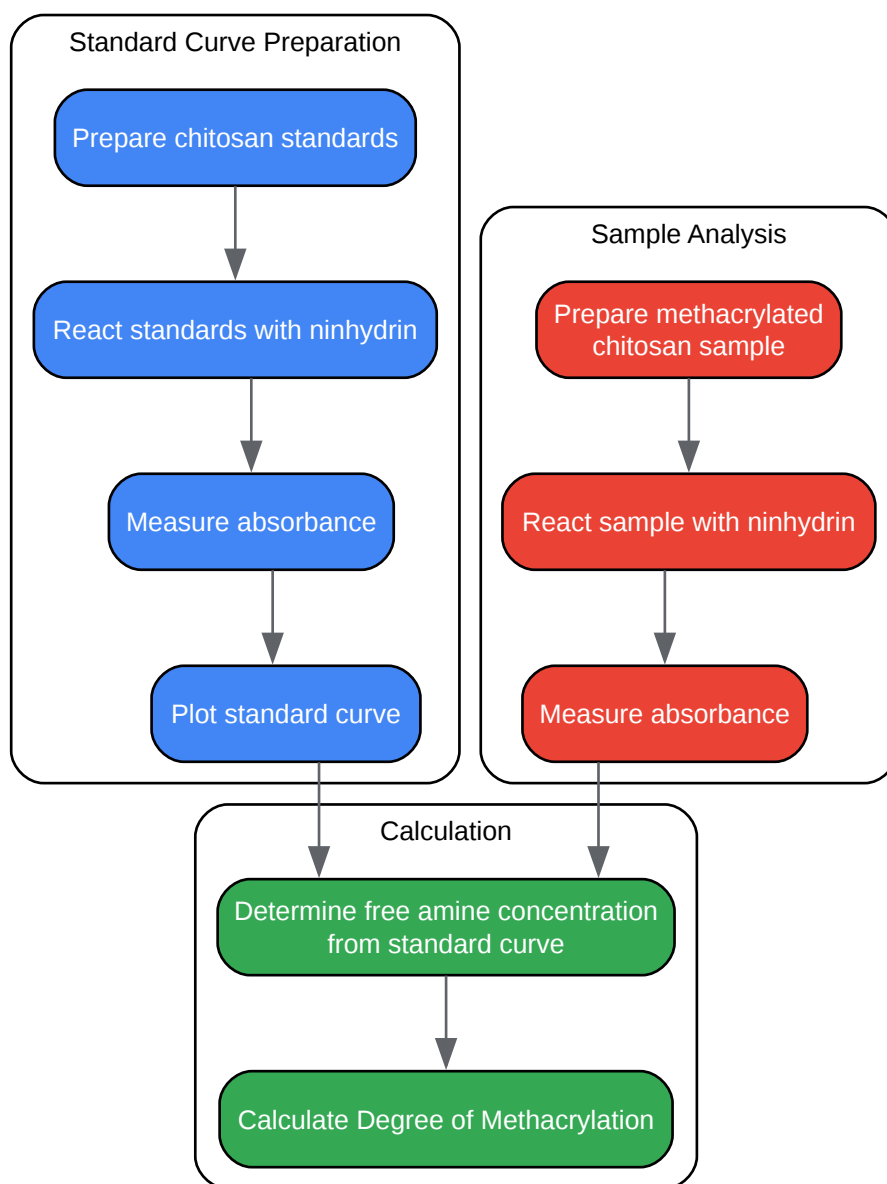 Standard Curve Preparation
Prepare chitosan standards
React standards with ninhydrin
Measure absorbance
Plot standard curve
Sample Analysis
Prepare methacrylated
chitosan sample
React sample with ninhydrin
Measure absorbance
Calculation
Determine free amine concentration
from standard curve
Calculate Degree of Methacrylation